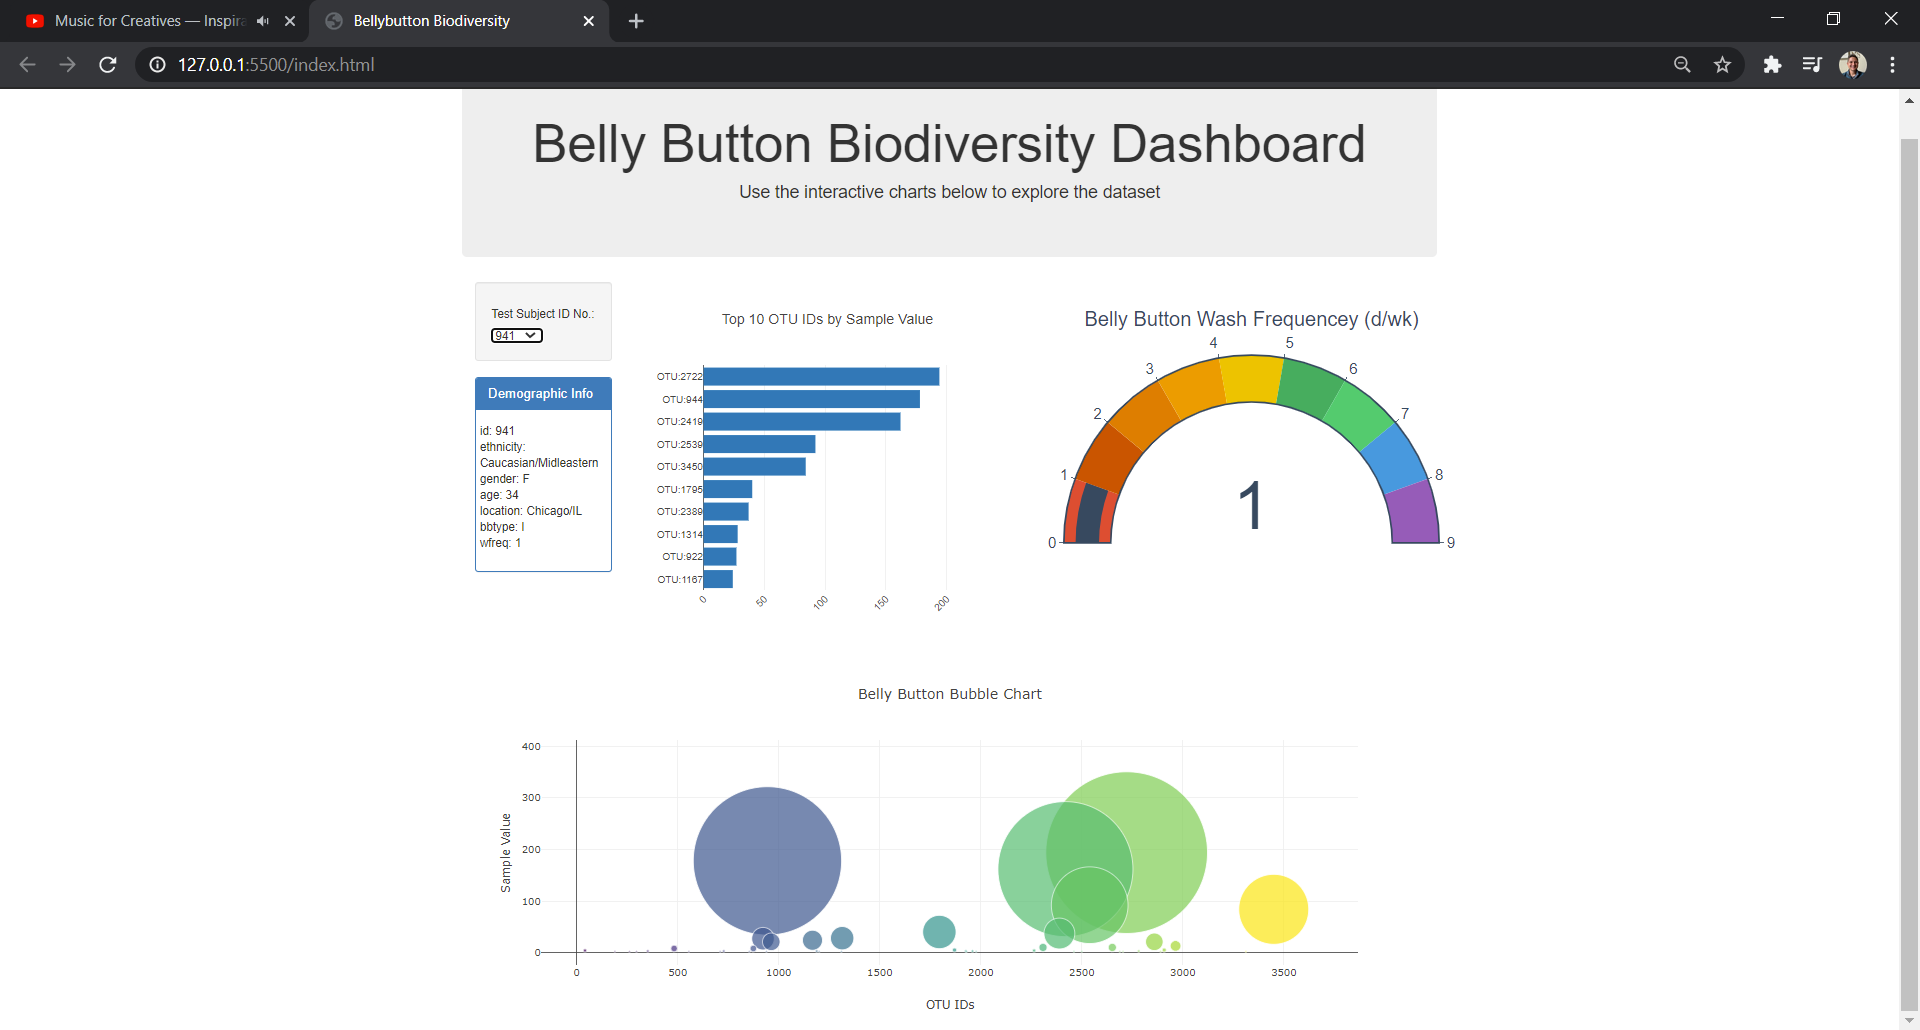 Music for Creatives — Inspira
Bellybutton Biodiversity
127.0.0.1:5500/index.html
Belly Button Biodiversity Dashboard
Use the interactive charts below to explore the dataset
Test Subject ID No.:
941
Demographic Info
id: 941
ethnicity:
Caucasian/Midleastern
gender: F
age: 34
location: Chicago/IL
bbtype: I
wfreq: 1
Top 10 OTU IDs by Sample Value
OTU:2722
OTU:944
OTU:2419
OTU:2539
OTU:3450
OTU:1795
OTU:2389
OTU:1314
OTU:922
OTU:1167
0 50 100 150 200
Belly Button Wash Frequencey (d/wk)
0 1 2 3 4 5 6 7 8 9
1
Belly Button Bubble Chart
Sample Value
400
300
200
100
0
0 500 1000 1500 2000 2500 3000 3500
OTU IDs